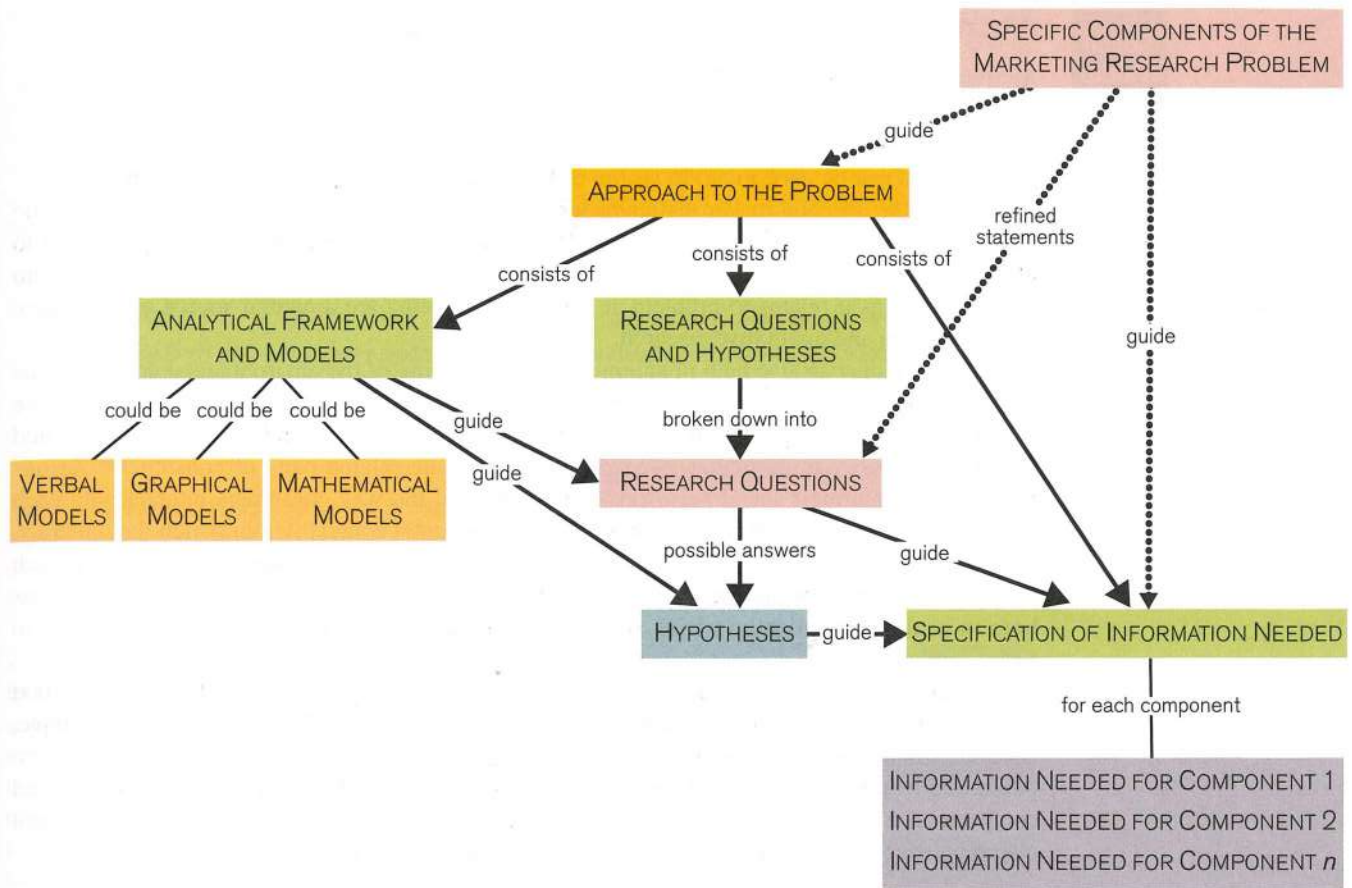 SPECIFIC COMPONENTS OF THE
MARKETING RESEARCH PROBLEM
guide
APPROACH TO THE PROBLEM
refined
statements
consists of
consists of
consists of
ANALYTICAL FRAMEWORK
AND MODELS
RESEARCH QUESTIONS
AND HYPOTHESES
guide
could be
could be
could be
guide
broken down into
guide
VERBAL
MODELS
GRAPHICAL
MODELS
MATHEMATICAL
MODELS
RESEARCH QUESTIONS
possible answers
guide
HYPOTHESES
guide
SPECIFICATION OF INFORMATION NEEDED
for each component
INFORMATION NEEDED FOR COMPONENT 1
INFORMATION NEEDED FOR COMPONENT 2
INFORMATION NEEDED FOR COMPONENT n